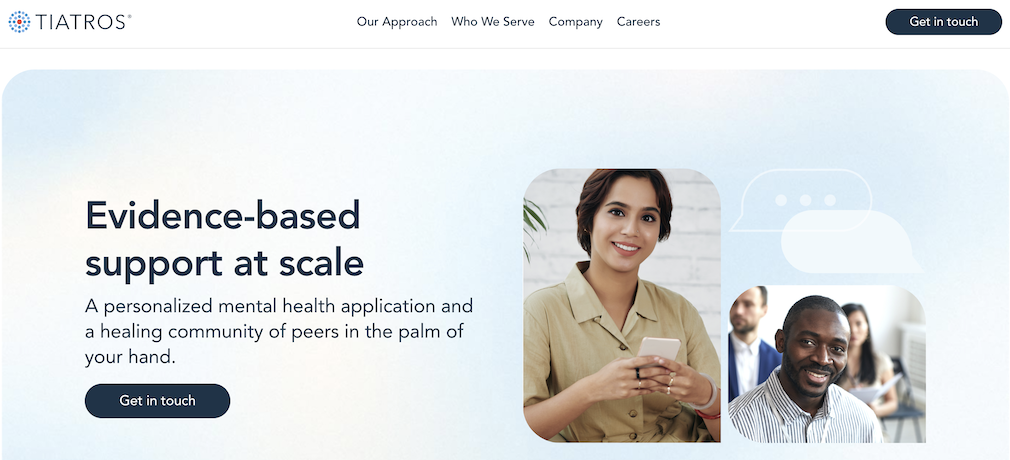 TIATROS®
Our Approach Who We Serve Company Careers
Get in touch
Evidence-based
support at scale
A personalized mental health application and
a healing community of peers in the palm of
your hand.
Get in touch